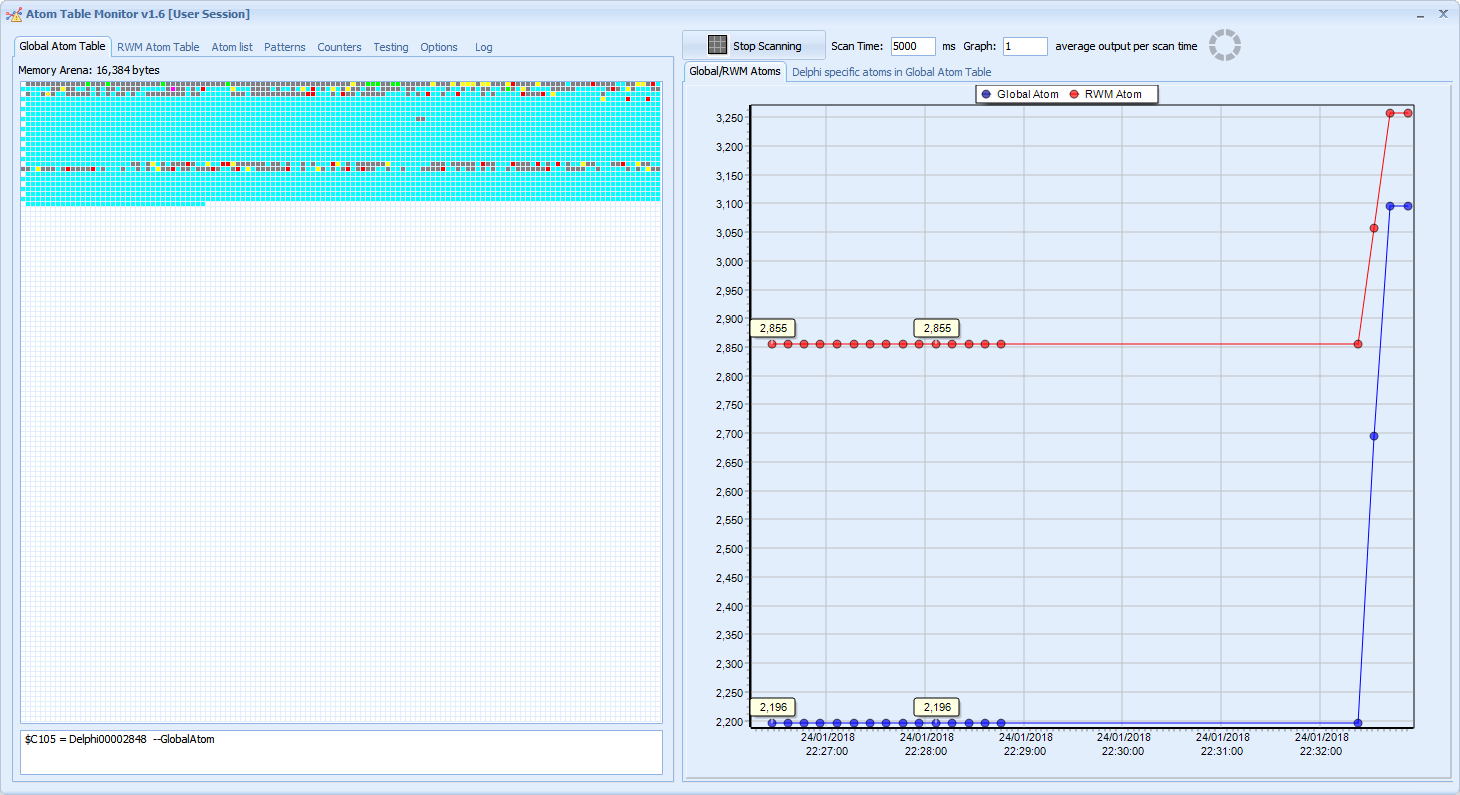 Atom Table Monitor v1.6 [User Session]
Global Atom Table RWM Atom Table Atom list Patterns Counters Testing Options Log
Memory Arena: 16,384 bytes
$C105 = Delphi00002848 --GlobalAtom
Stop Scanning Scan Time: 5000 ms Graph: 1 average output per scan time
Global/RWM Atoms Delphi specific atoms in Global Atom Table
Global Atom RWM Atom
3,250
3,200
3,150
3,100
3,050
3,000
2,950
2,900
2,855 2,855
2,850
2,800
2,750
2,700
2,650
2,600
2,550
2,500
2,450
2,400
2,350
2,300
2,250
2,196 2,196
2,200
24/01/2018 24/01/2018 24/01/2018 24/01/2018 24/01/2018 24/01/2018
22:27:00 22:28:00 22:29:00 22:30:00 22:31:00 22:32:00